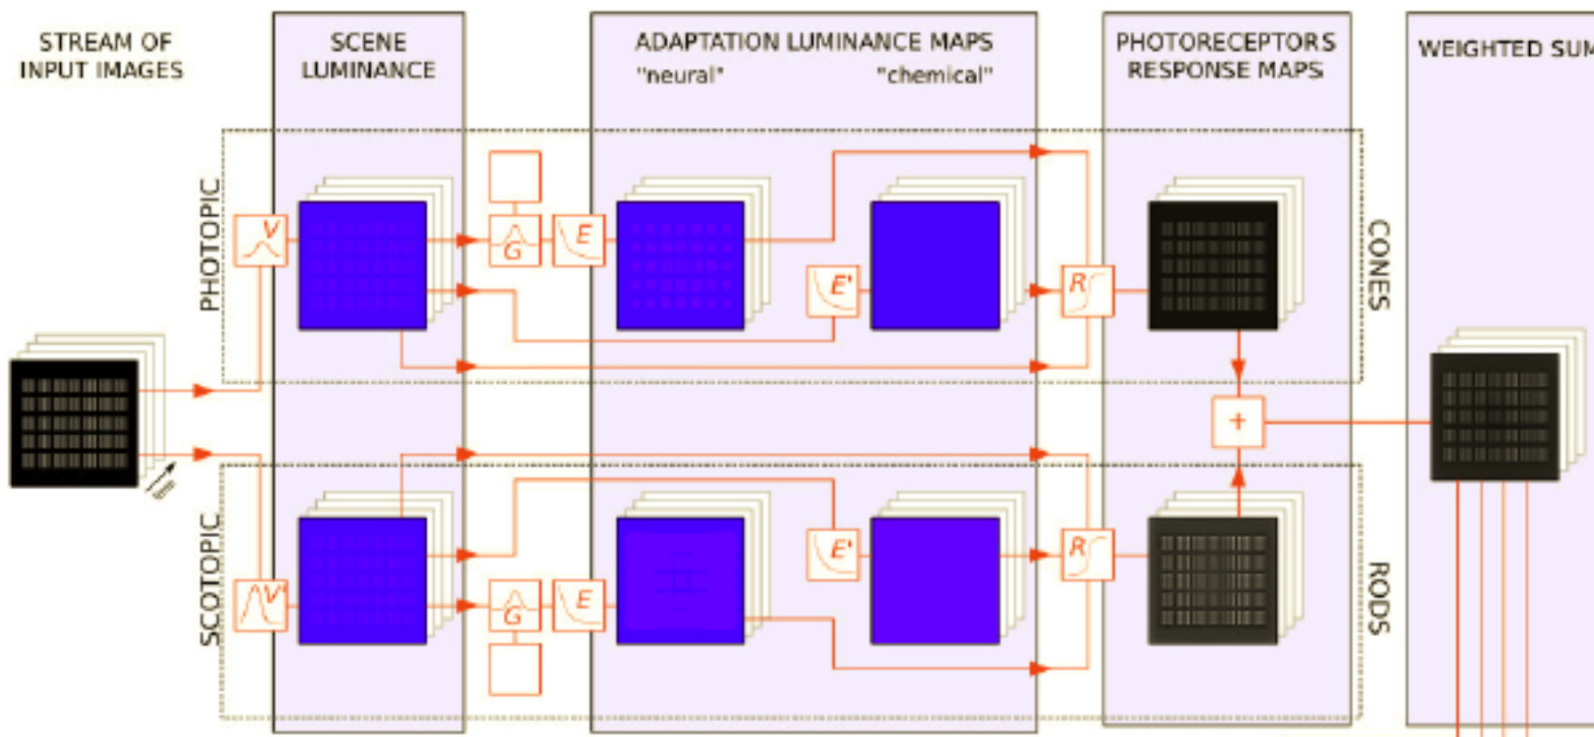 STREAM OF
INPUT IMAGES
SCENE
LUMINANCE
ADAPTATION LUMINANCE MAPS
"neural"
"chemical"
PHOTORECEPTORS
RESPONSE MAPS
WEIGHTED SUM
PHOTOPIC
V
G
E
E'
R
CONES
+
SCOTOPIC
V'
G
E
E'
R
RODS